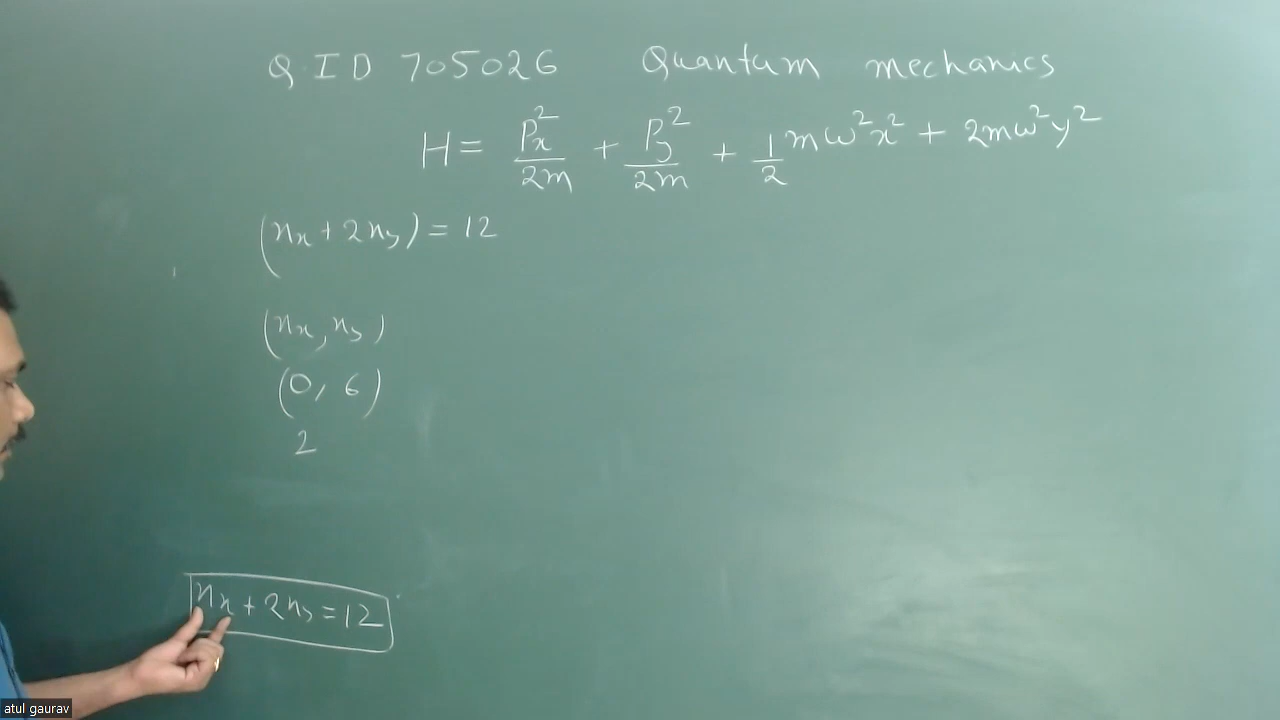 Q.ID 705026 Quantum mechanics
H = Px²/2m + Py²/2m + 1/2 mω²x² + 2mω²y²
(nx + 2ny) = 12
(nx, ny)
(0, 6)
2
nx + 2ny = 12
atul gaurav